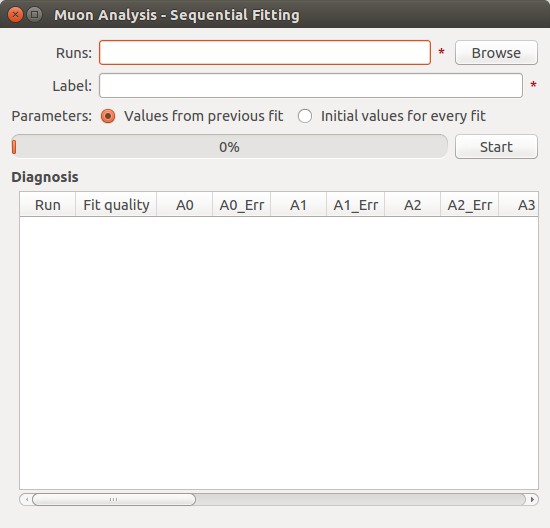 Muon Analysis - Sequential Fitting
Runs: * Browse
Label: *
Parameters: Values from previous fit Initial values for every fit
0% Start
Diagnosis
Run Fit quality A0 A0_Err A1 A1_Err A2 A2_Err A3